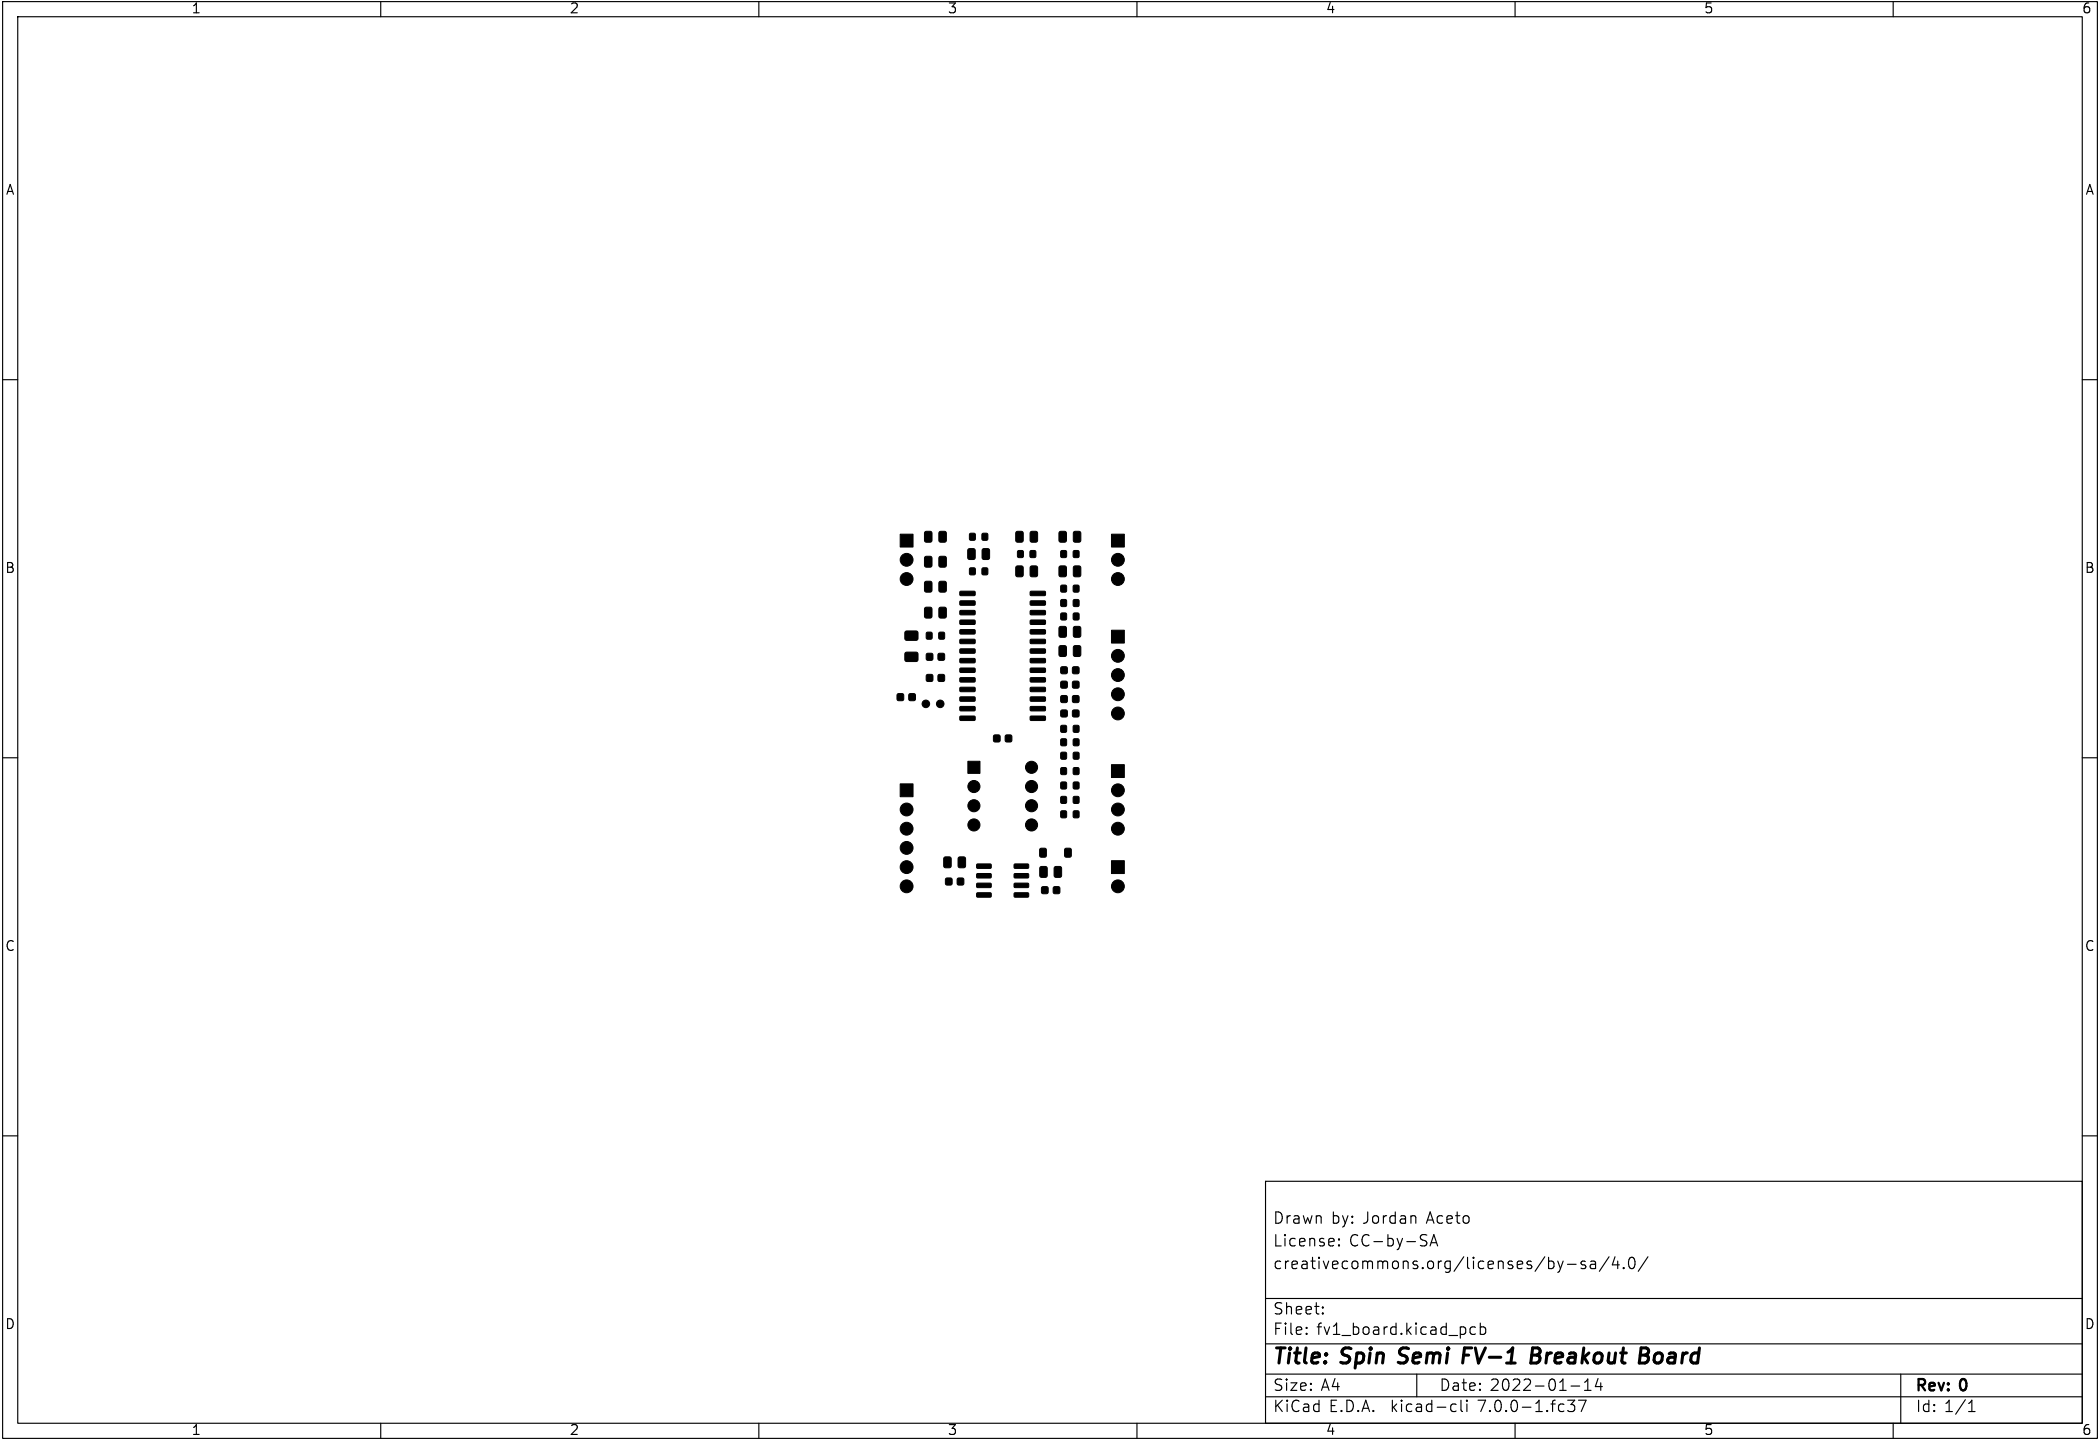 1 2 3 4 5 6
A A
B B
C C
D D
Drawn by: Jordan Aceto
License: CC-by-SA
creativecommons.org/licenses/by-sa/4.0/
Sheet:
File: fv1_board.kicad_pcb
Title: Spin Semi FV-1 Breakout Board
Size: A4 Date: 2022-01-14 Rev: 0
KiCad E.D.A. kicad-cli 7.0.0-1.fc37 Id: 1/1
1 2 3 4 5 6